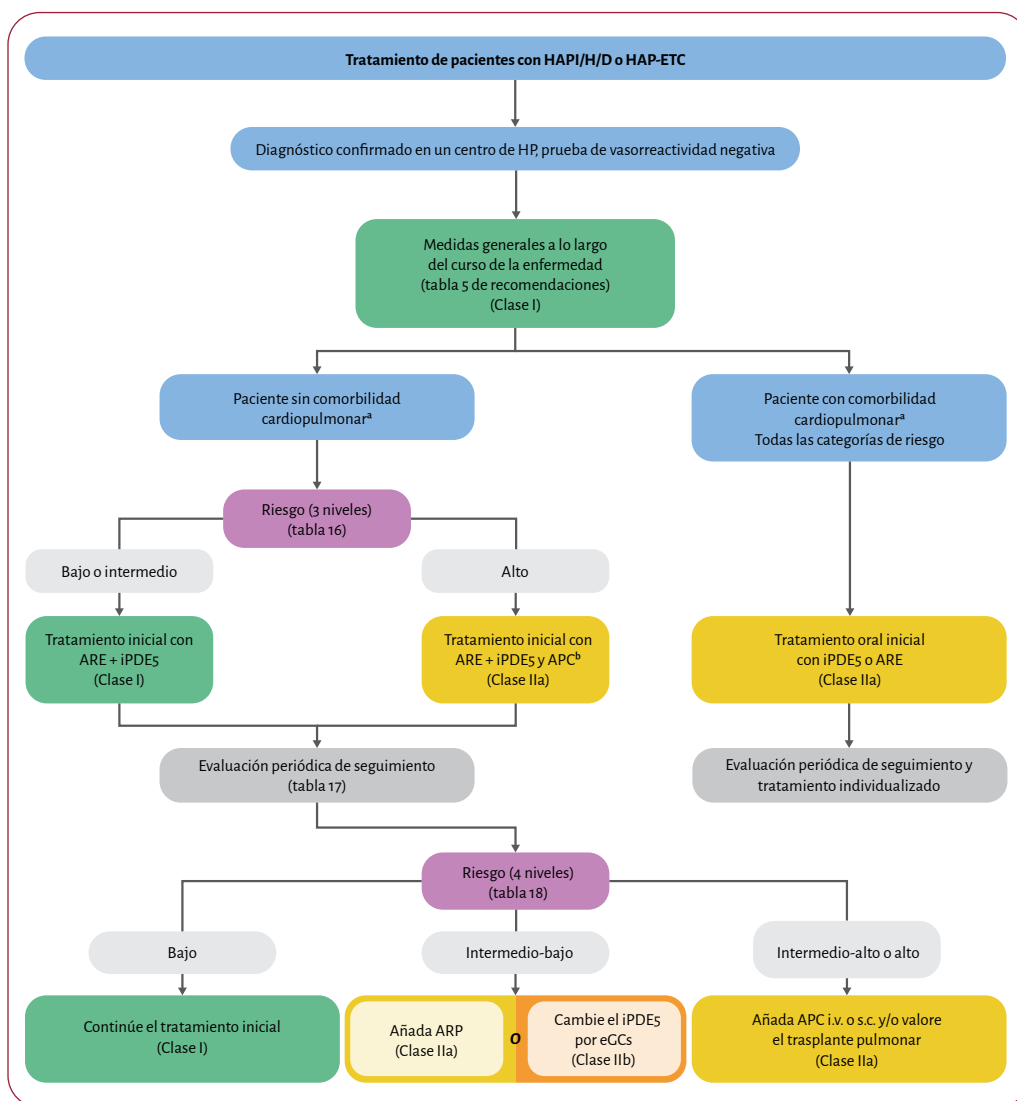 Tratamiento de pacientes con HAPI/H/D o HAP-ETC
Diagnóstico confirmado en un centro de HP, prueba de vasorreactividad negativa
Medidas generales a lo largo
del curso de la enfermedad
(tabla 5 de recomendaciones)
(Clase I)
Paciente sin comorbilidad
cardiopulmonarᵃ
Paciente con comorbilidad
cardiopulmonarᵃ
Todas las categorías de riesgo
Riesgo (3 niveles)
(tabla 16)
Bajo o intermedio
Alto
Tratamiento inicial con
ARE + iPDE5
(Clase I)
Tratamiento inicial con
ARE + iPDE5 y APCᵇ
(Clase IIa)
Tratamiento oral inicial
con iPDE5 o ARE
(Clase IIa)
Evaluación periódica de seguimiento
(tabla 17)
Evaluación periódica de seguimiento y
tratamiento individualizado
Riesgo (4 niveles)
(tabla 18)
Bajo
Intermedio-bajo
Intermedio-alto o alto
Continúe el tratamiento inicial
(Clase I)
Añada ARP
(Clase IIa)
O
Cambie el iPDE5
por eGCs
(Clase IIb)
Añada APC i.v. o s.c. y/o valore
el trasplante pulmonar
(Clase IIa)